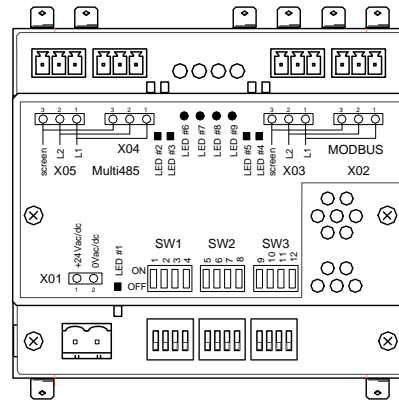 3 2 1 3 2 1 3 2 1 3 2 1
screen L2 L1 X04 screen L2 L1 MODBUS
X05 Multi485 X03 X02
LED #2 LED #3 LED #6 LED #7 LED #8 LED #9 LED #5 LED #4
+24Vac/dc 0Vac/dc LED #1 SW1 SW2 SW3
X01 ON 1 2 3 4 5 6 7 8 9 10 11 12
1 2 OFF